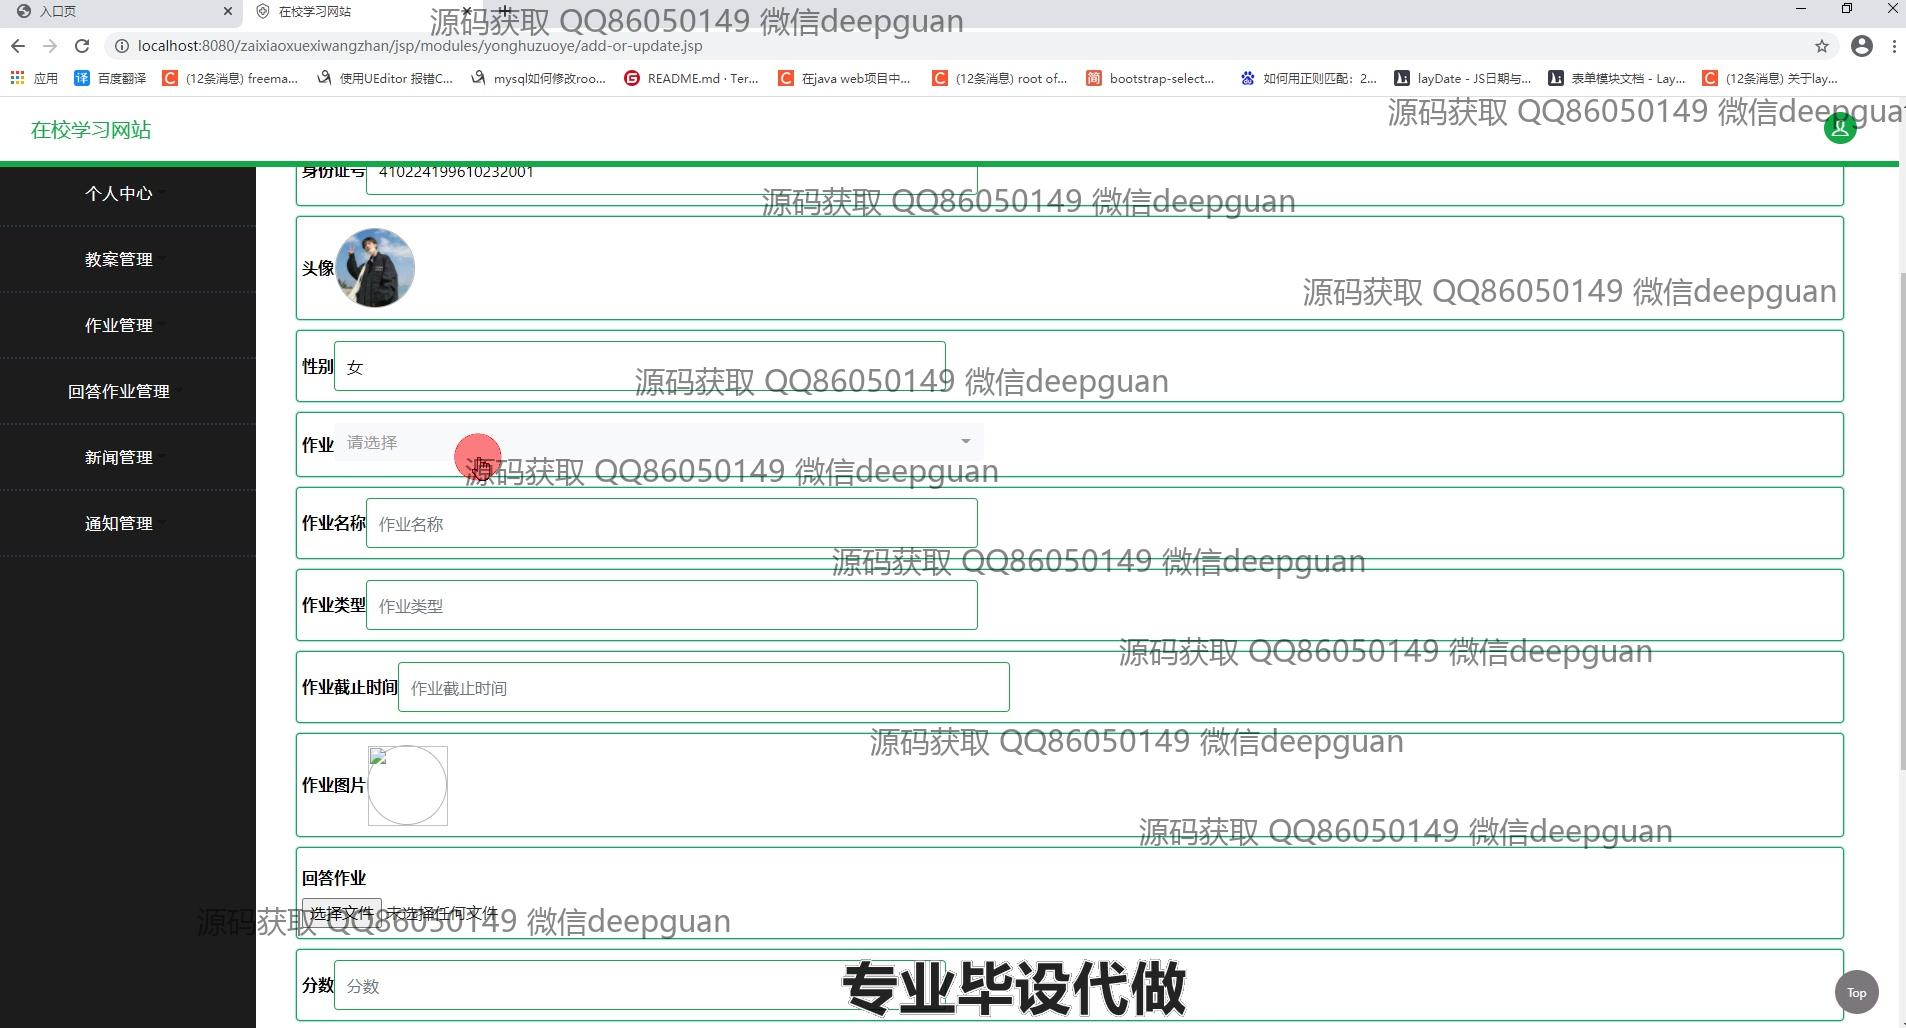 入口页
在校学习网站
源码获取 QQ86050149 微信deepguan
localhost:8080/zaixiaoxuexiwangzhan/jsp/modules/yonghuzuoye/add-or-update.jsp
应用 百度翻译 (12条消息) freema... 使用UEditor 报错C... mysql如何修改roo... README.md · Ter... 在java web项目中... (12条消息) root of... bootstrap-select... 如何用正则匹配：2... layDate - JS日期与... 表单模块文档 - Lay... (12条消息) 关于lay...
源码获取 QQ86050149 微信deepgua
在校学习网站
身份证号 410224199610232001
个人中心
源码获取 QQ86050149 微信deepguan
教案管理
头像
源码获取 QQ86050149 微信deepguan
作业管理
性别 女
源码获取 QQ86050149 微信deepguan
回答作业管理
作业 请选择
新闻管理
源码获取 QQ86050149 微信deepguan
通知管理
作业名称 作业名称
源码获取 QQ86050149 微信deepguan
作业类型 作业类型
源码获取 QQ86050149 微信deepguan
作业截止时间 作业截止时间
源码获取 QQ86050149 微信deepguan
作业图片
源码获取 QQ86050149 微信deepguan
回答作业
选择文件 未选择任何文件
源码获取 QQ86050149 微信deepguan
分数 分数
专业毕设代做
Top